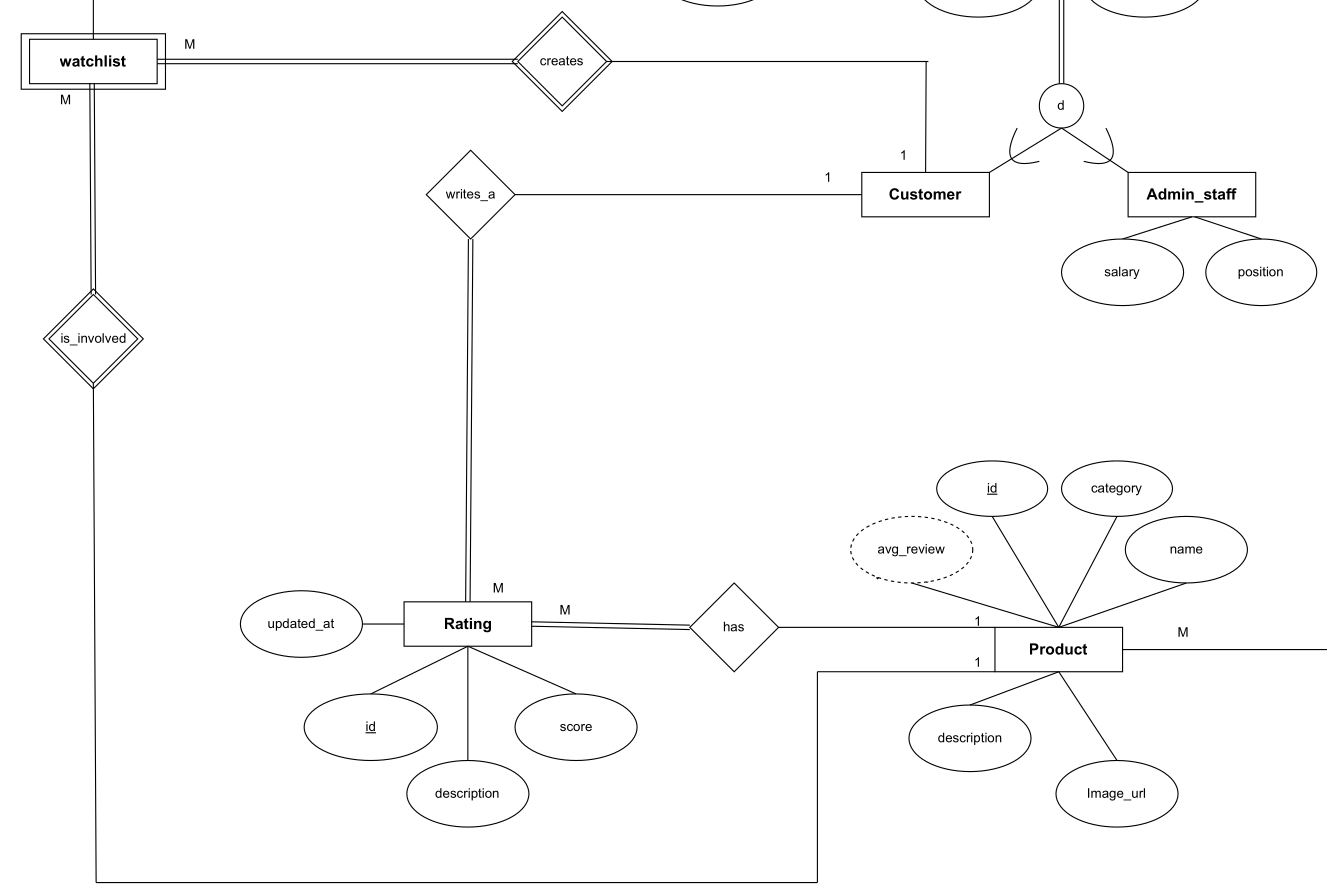 M
watchlist
creates
M
d
1
1
writes_a
Customer
Admin_staff
salary
position
is_involved
id
category
avg_review
name
M
M
updated_at
Rating
has
1
M
Product
1
id
score
description
description
Image_url